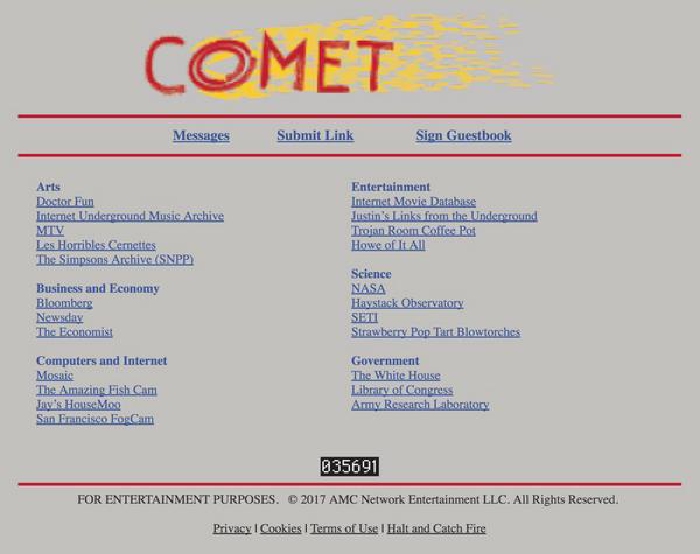 COMET
Messages Submit Link Sign Guestbook
Arts
Doctor Fun
Internet Underground Music Archive
MTV
Les Horribles Cernettes
The Simpsons Archive (SNPP)
Business and Economy
Bloomberg
Newsday
The Economist
Computers and Internet
Mosaic
The Amazing Fish Cam
Jay's HouseMoo
San Francisco FogCam
Entertainment
Internet Movie Database
Justin's Links from the Underground
Trojan Room Coffee Pot
Howe of It All
Science
NASA
Haystack Observatory
SETI
Strawberry Pop Tart Blowtorches
Government
The White House
Library of Congress
Army Research Laboratory
035691
FOR ENTERTAINMENT PURPOSES. © 2017 AMC Network Entertainment LLC. All Rights Reserved.
Privacy | Cookies | Terms of Use | Halt and Catch Fire